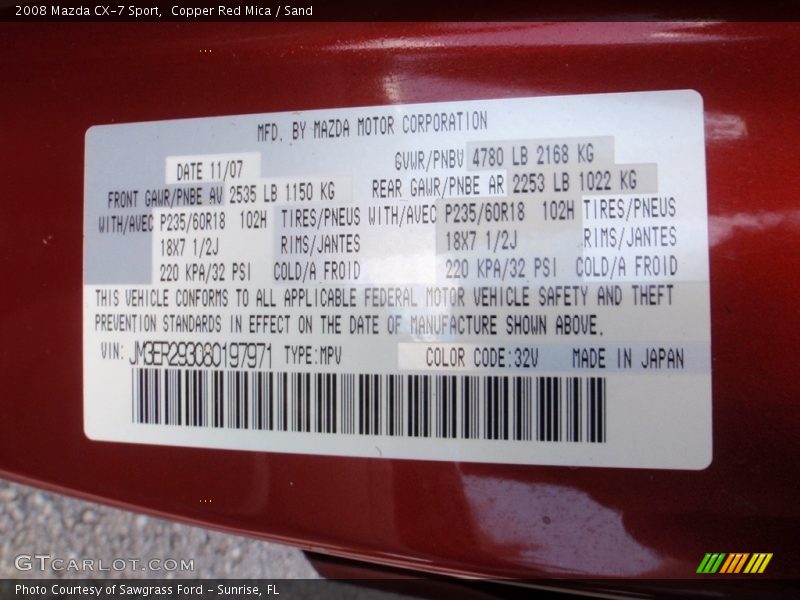 2008 Mazda CX-7 Sport,  Copper Red Mica / Sand
MFD. BY MAZDA MOTOR CORPORATION
DATE 11/07 GVWR/PNBV 4780 LB 2168 KG
FRONT GAWR/PNBE AV 2535 LB 1150 KG REAR GAWR/PNBE AR 2253 LB 1022 KG
WITH/AVEC P235/60R18 102H TIRES/PNEUS WITH/AVEC P235/60R18 102H TIRES/PNEUS
18X7 1/2J RIMS/JANTES 18X7 1/2J RIMS/JANTES
220 KPA/32 PSI COLD/A FROID 220 KPA/32 PSI COLD/A FROID
THIS VEHICLE CONFORMS TO ALL APPLICABLE FEDERAL MOTOR VEHICLE SAFETY AND THEFT
PREVENTION STANDARDS IN EFFECT ON THE DATE OF MANUFACTURE SHOWN ABOVE.
VIN: JM3ER293080197971 TYPE:MPV COLOR CODE:32V MADE IN JAPAN
GTCARLOT.COM
Photo Courtesy of Sawgrass Ford - Sunrise, FL